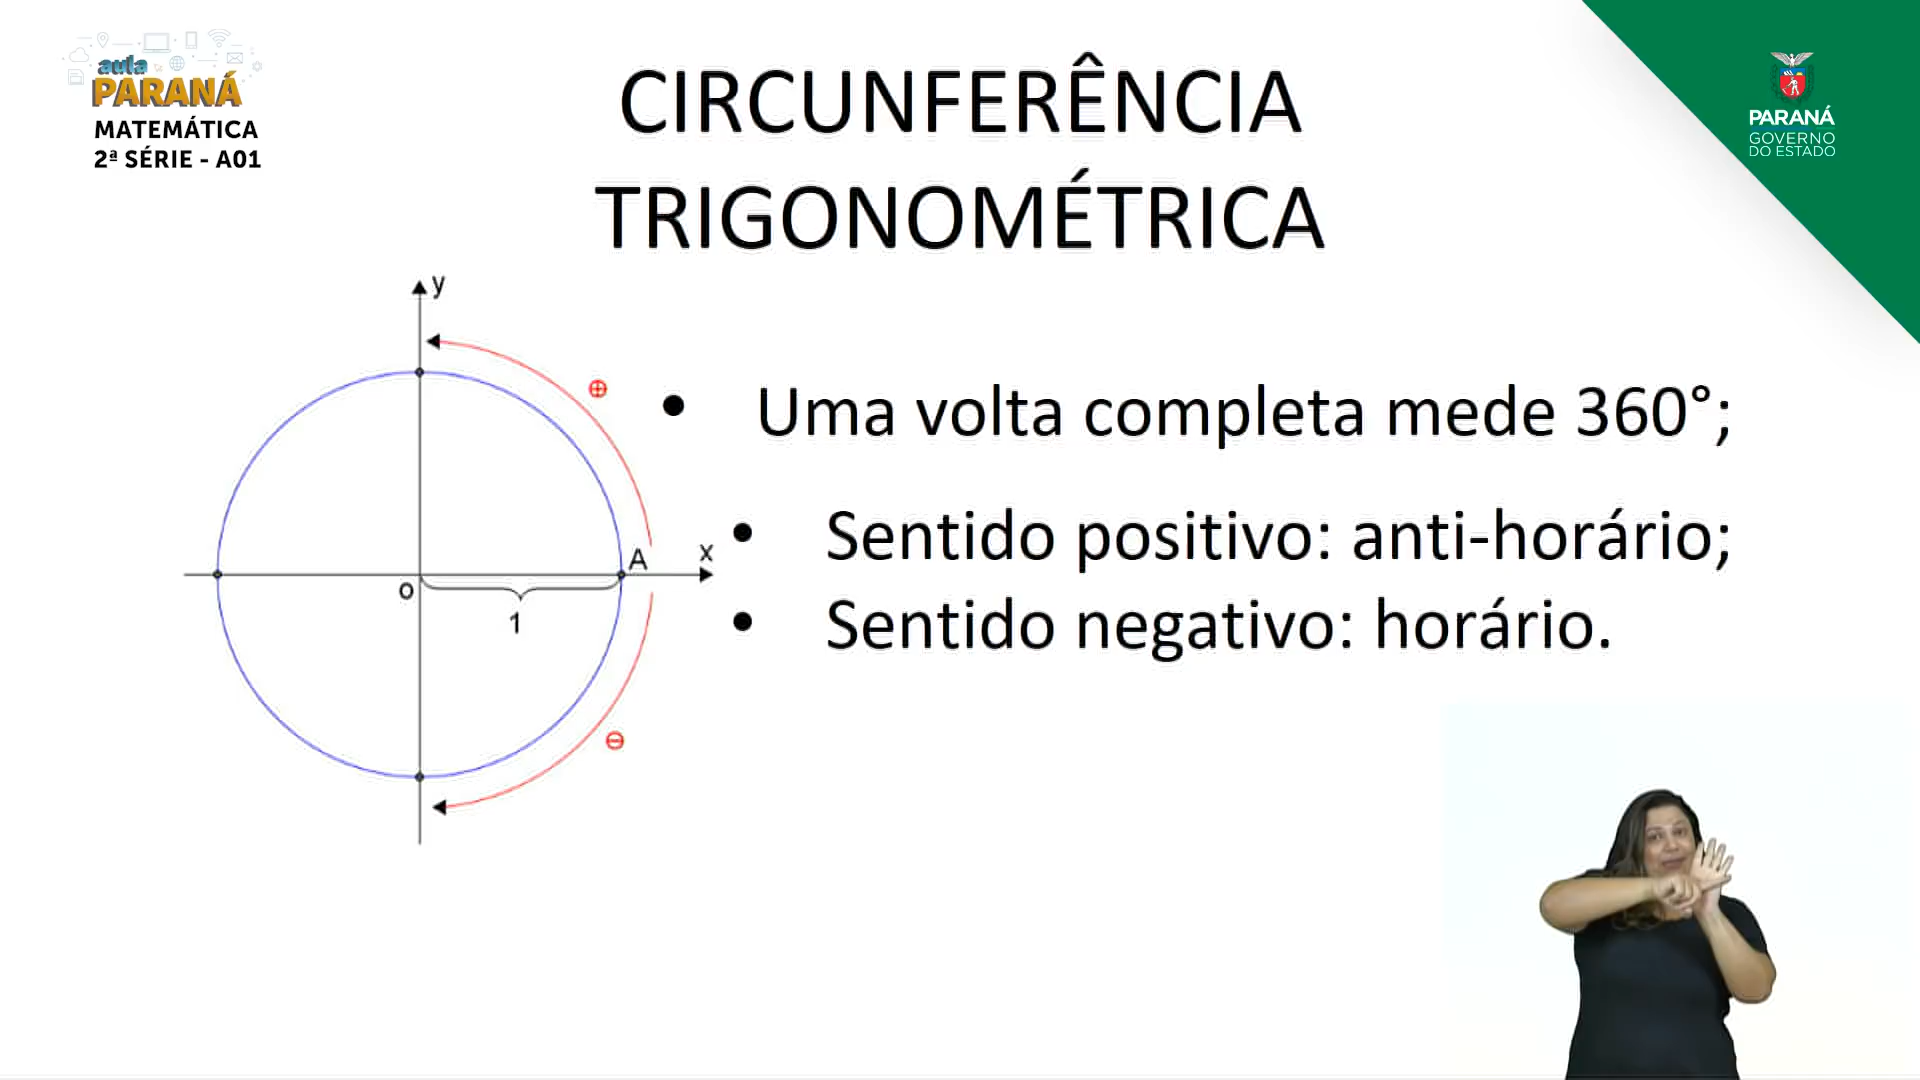 aula
PARANÁ
MATEMÁTICA
2ª SÉRIE - A01
CIRCUNFERÊNCIA
TRIGONOMÉTRICA
PARANÁ
GOVERNO
DO ESTADO
y
⊕
• Uma volta completa mede 360°;
• Sentido positivo: anti-horário;
• Sentido negativo: horário.
A
x
o
1
⊖